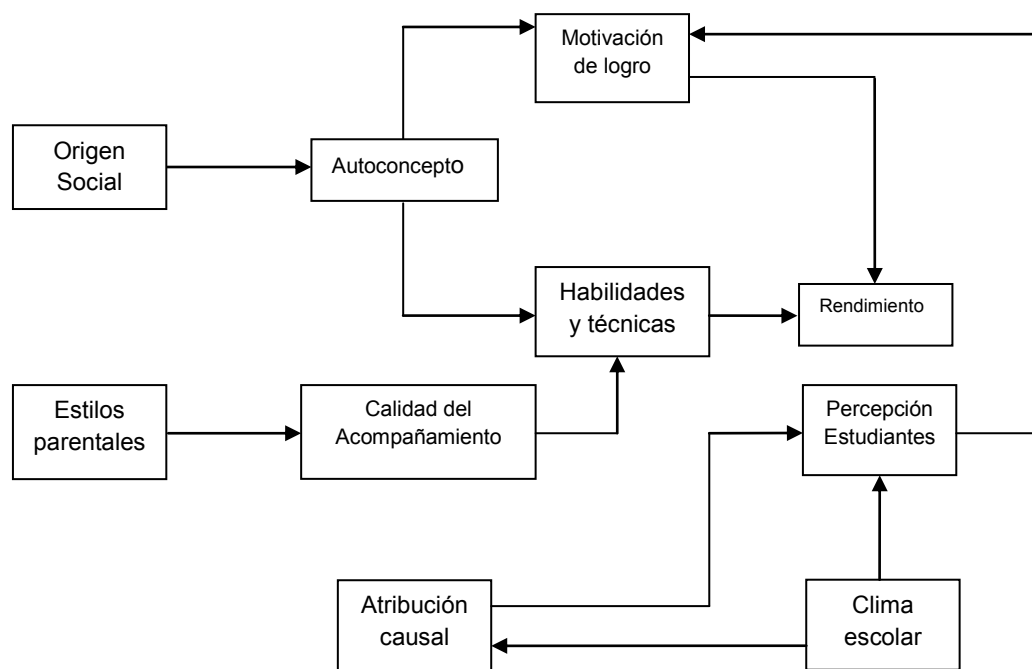 Motivación
de logro
Origen
Social
Autoconcepto
Habilidades
y técnicas
Rendimiento
Estilos
parentales
Calidad del
Acompañamiento
Percepción
Estudiantes
Atribución
causal
Clima
escolar